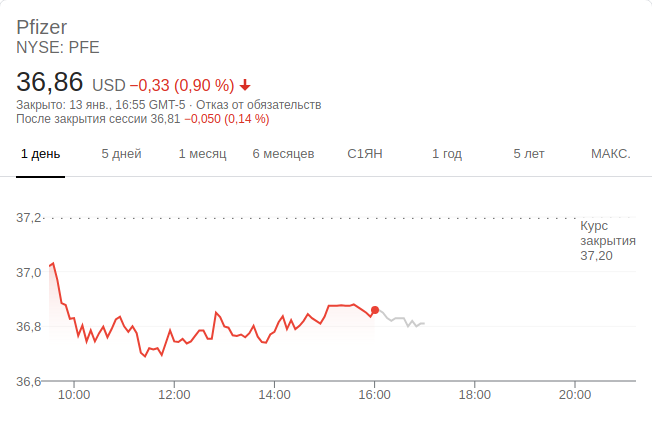 Pfizer
NYSE: PFE
36,86 USD −0,33 (0,90 %)
Закрыто: 13 янв., 16:55 GMT-5 · Отказ от обязательств
После закрытия сессии 36,81 −0,050 (0,14 %)
1 день 5 дней 1 месяц 6 месяцев С1ЯН 1 год 5 лет МАКС.
37,2
Курс
закрытия
37,20
37,0
36,8
36,6
10:00 12:00 14:00 16:00 18:00 20:00